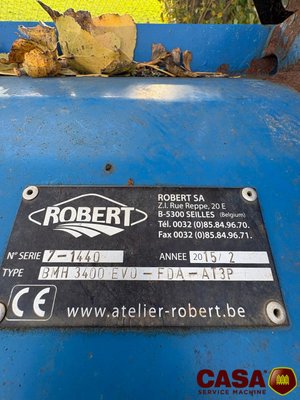 ROBERT
ROBERT SA
Z.I. Rue Reppe, 20 E
B-5300 SEILLES (Belgium)
Tél. 0032 (0)85.84.96.70.
Fax 0032 (0)85.84.96.71.
N° SERIE 7-1440
ANNEE 2015/2
TYPE BMH 3400 EVO-FDA-AT3P
CE
www.atelier-robert.be
CASA
SERVICE MACHINE